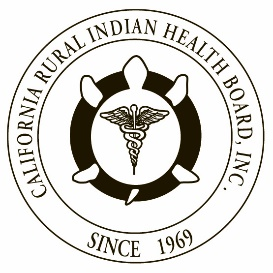 CALIFORNIA RURAL INDIAN HEALTH BOARD, INC.
SINCE 1969